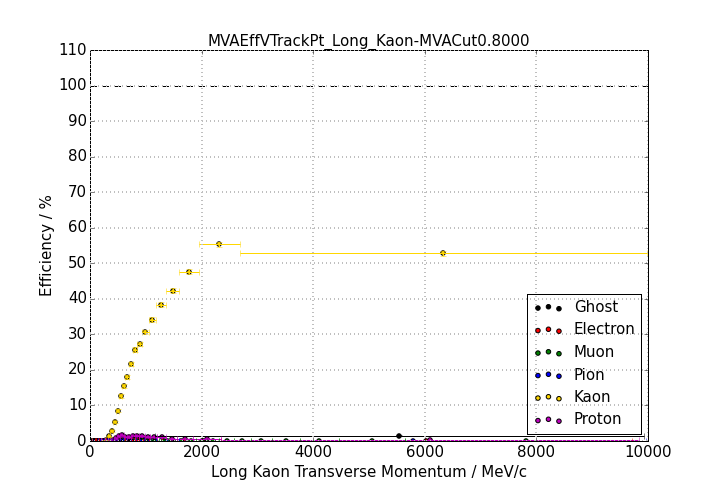 MVAEffVTrackPt_Long_Kaon-MVACut0.8000
110
100
90
80
70
60
50
40
30
20
10
0
Efficiency / %
Ghost
Electron
Muon
Pion
Kaon
Proton
0 2000 4000 6000 8000 10000
Long Kaon Transverse Momentum / MeV/c